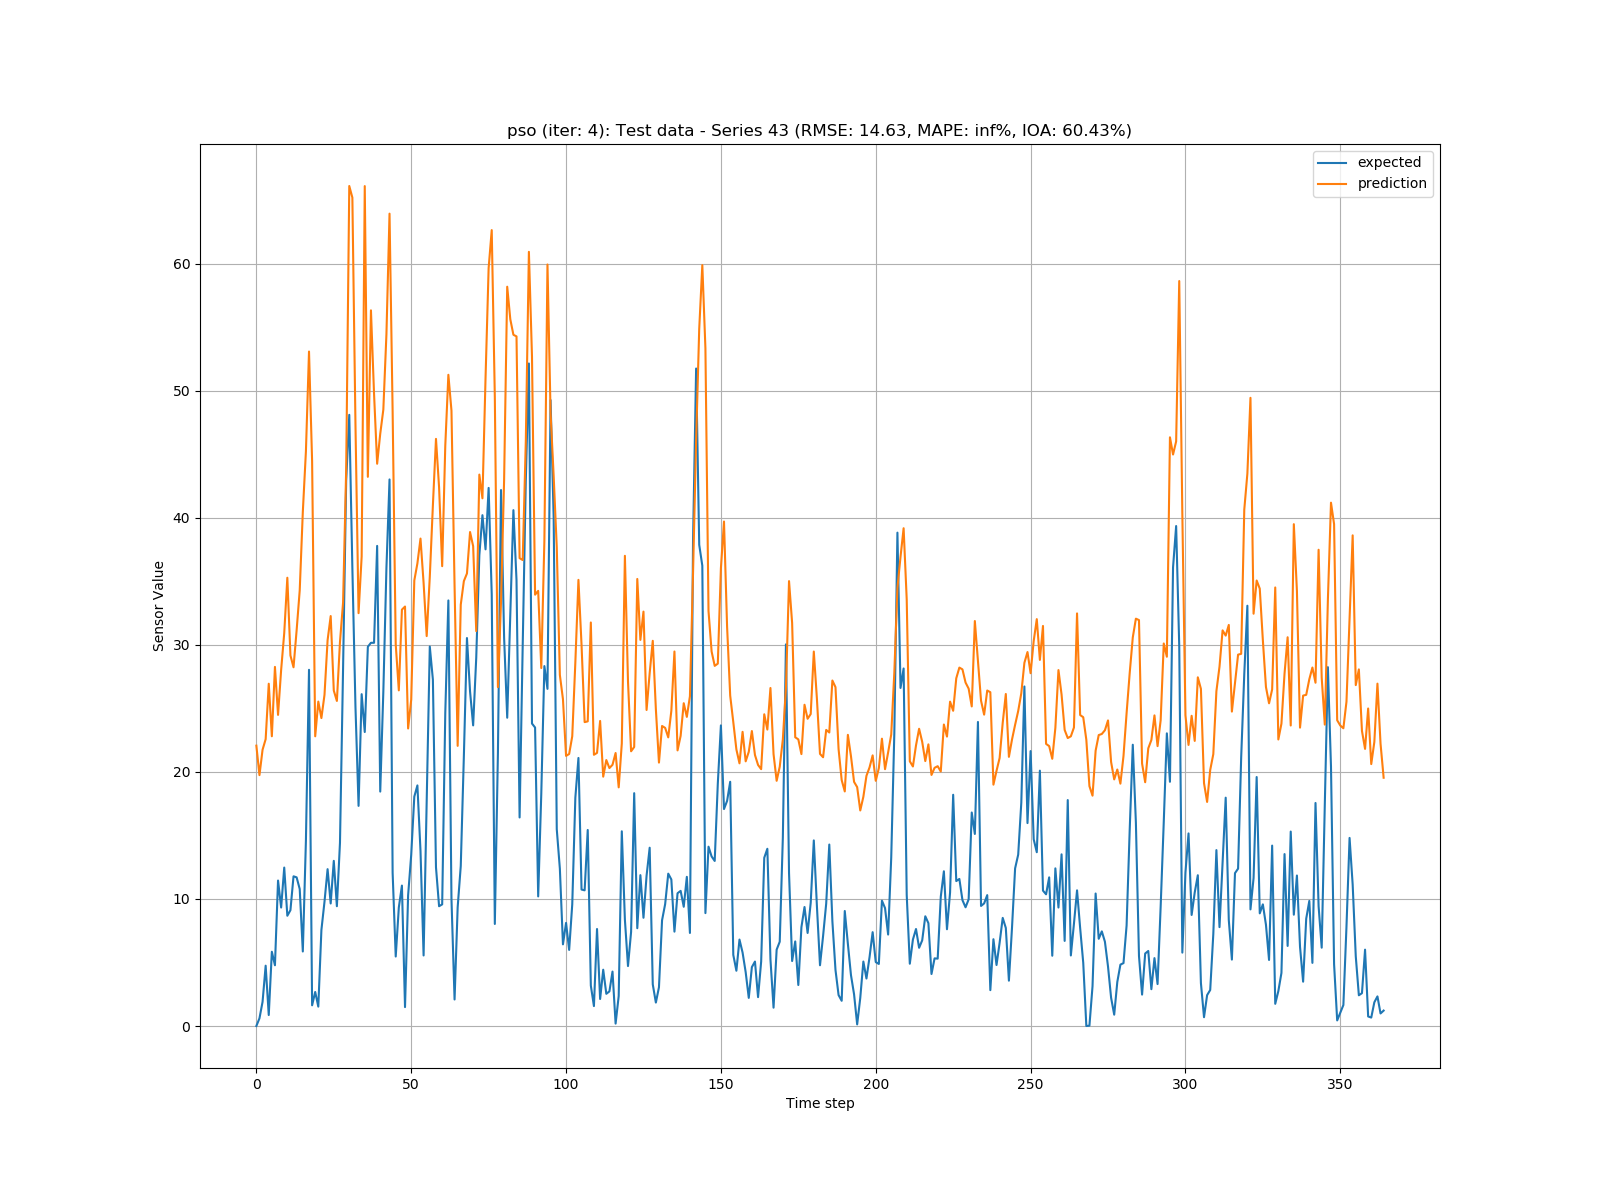 pso (iter: 4): Test data - Series 43 (RMSE: 14.63, MAPE: inf%, IOA: 60.43%)
expected
prediction
60
50
40
30
20
10
0
Sensor Value
0 50 100 150 200 250 300 350
Time step